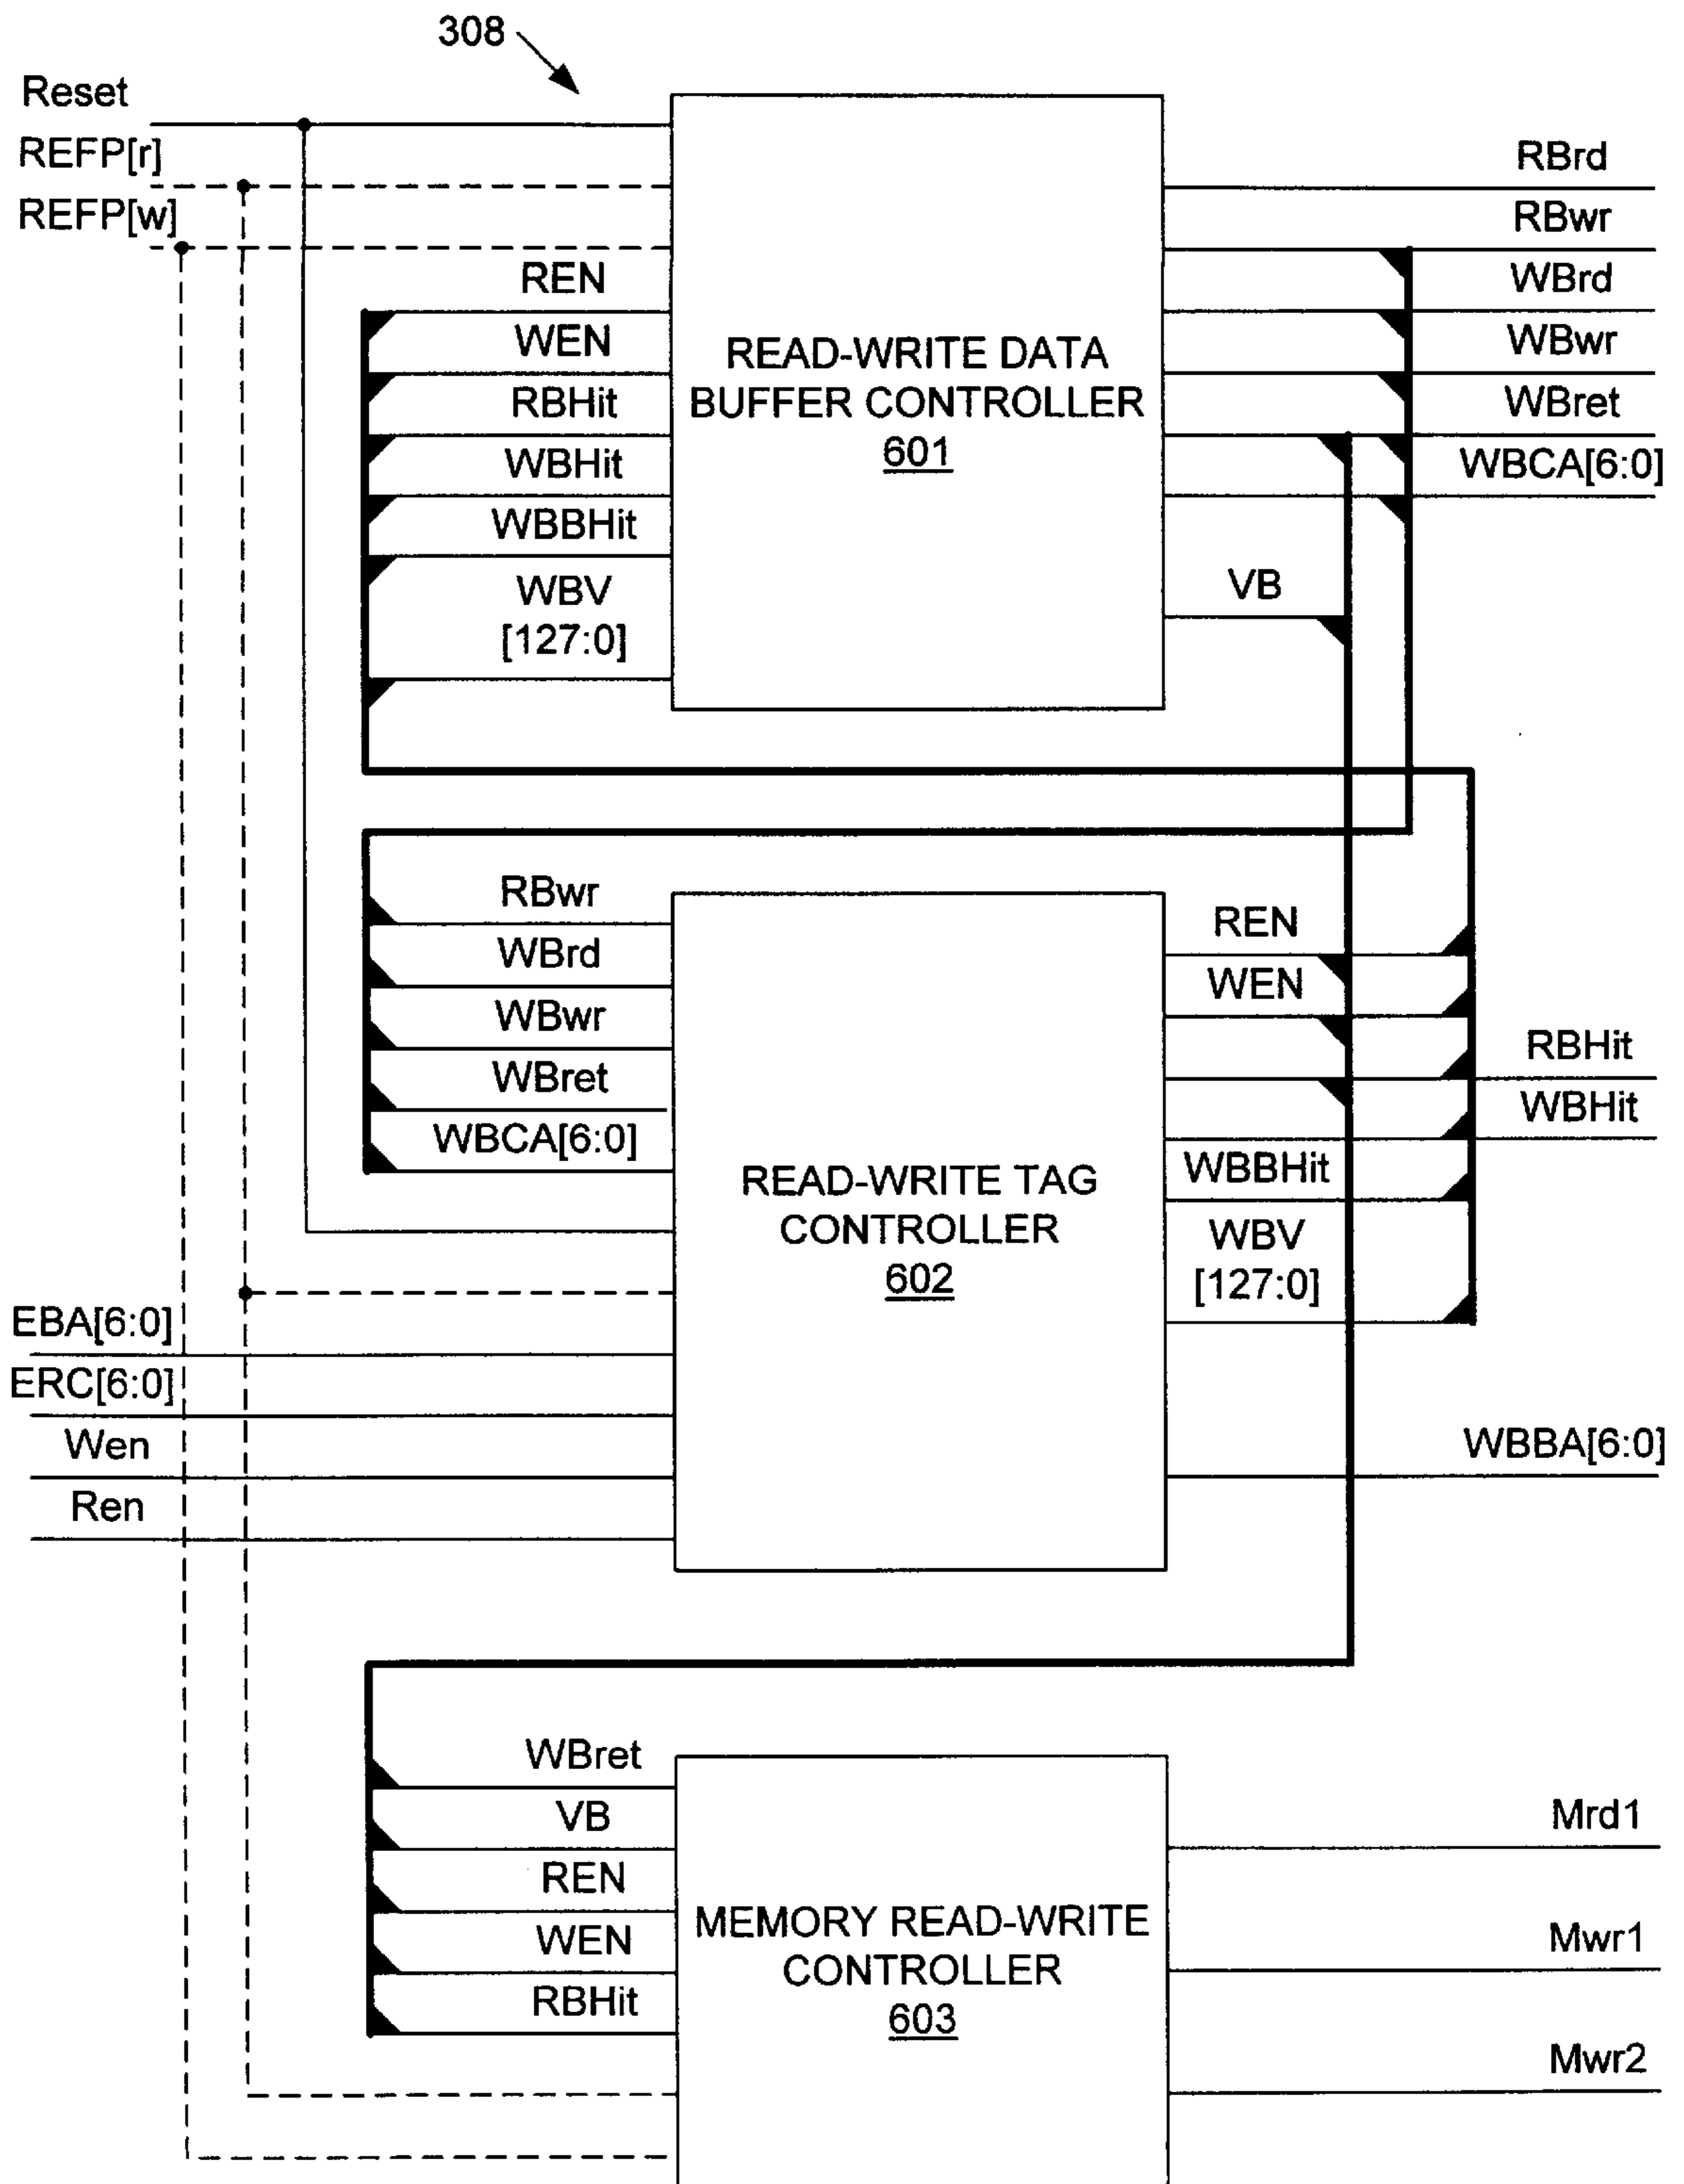 308
Reset
REFP[r]
REFP[w]
REN
WEN
RBHit
WBHit
WBBHit
WBV
[127:0]
READ-WRITE DATA
BUFFER CONTROLLER
601
RBrd
RBwr
WBrd
WBwr
WBret
WBCA[6:0]
VB
RBwr
WBrd
WBwr
WBret
WBCA[6:0]
EBA[6:0]
ERC[6:0]
Wen
Ren
READ-WRITE TAG
CONTROLLER
602
REN
WEN
RBHit
WBHit
WBBHit
WBV
[127:0]
WBBA[6:0]
WBret
VB
REN
WEN
RBHit
MEMORY READ-WRITE
CONTROLLER
603
Mrd1
Mwr1
Mwr2